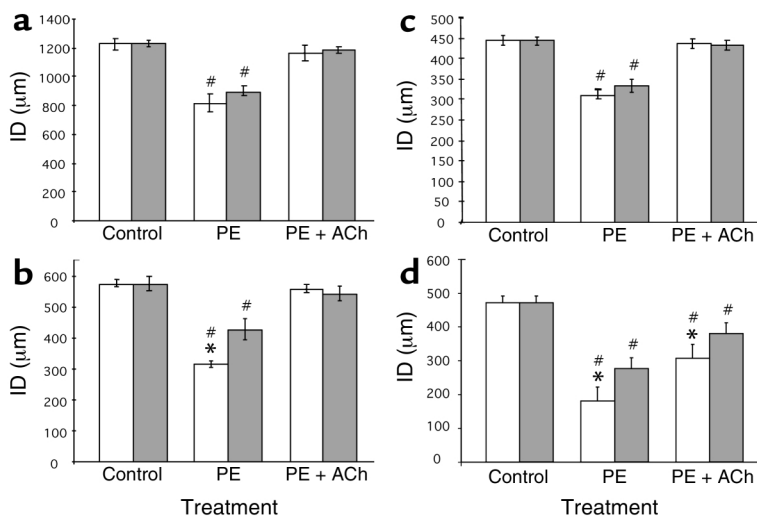 a
ID (μm)
1400
1200
1000
800
600
400
200
0
# #
Control PE PE + ACh
b
ID (μm)
600
500
400
300
200
100
0
# #
*
Control PE PE + ACh
Treatment
c
ID (μm)
500
450
400
350
300
250
200
150
100
50
0
# #
Control PE PE + ACh
d
ID (μm)
600
500
400
300
200
100
0
# # # #
* *
Control PE PE + ACh
Treatment